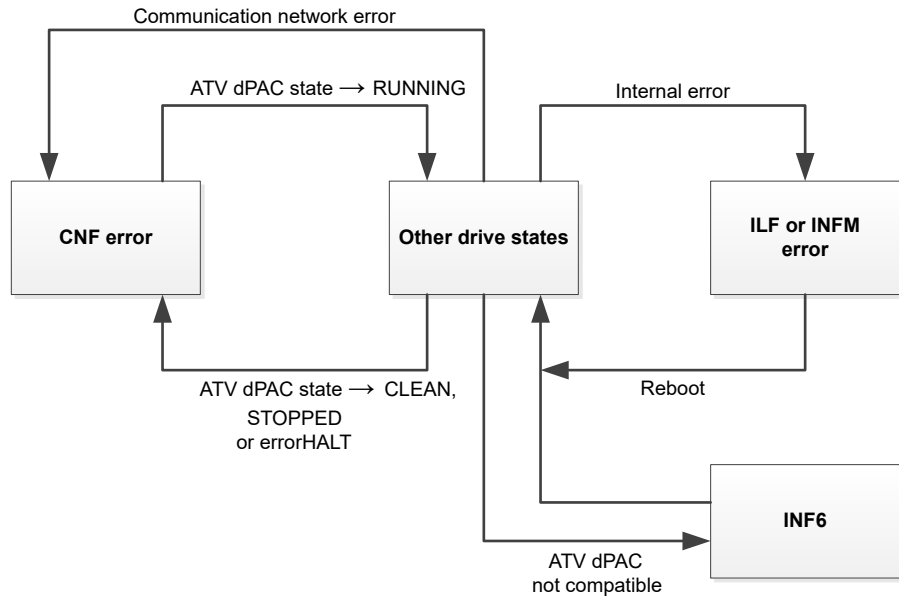 Communication network error
ATV dPAC state → RUNNING
Internal error
CNF error
Other drive states
ILF or INFM
error
ATV dPAC state → CLEAN,
STOPPED
or errorHALT
Reboot
INF6
ATV dPAC
not compatible